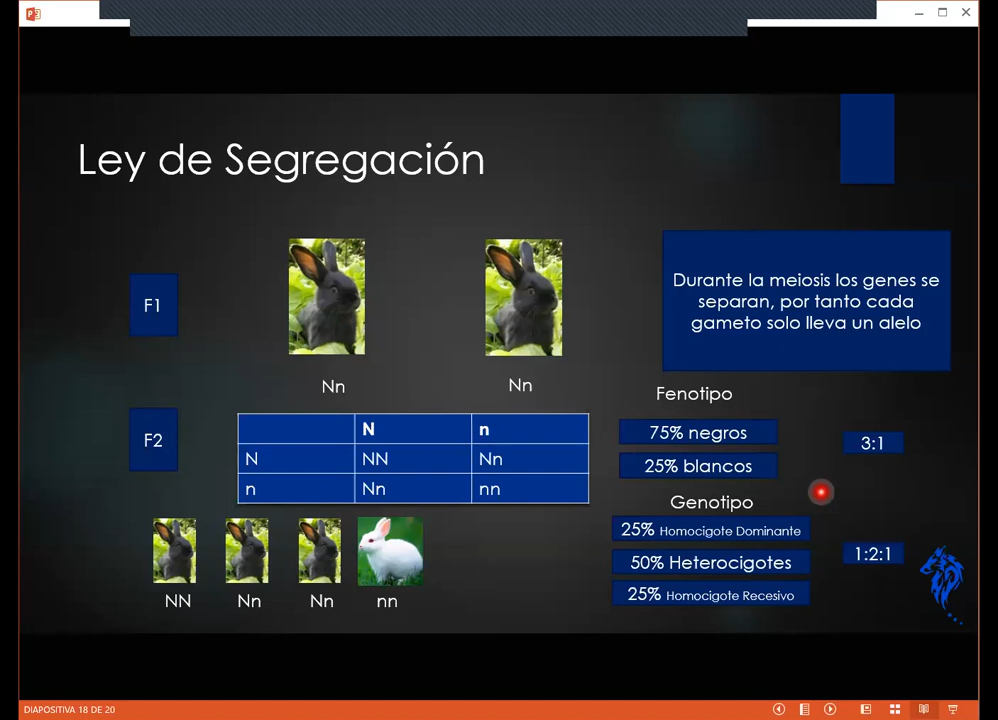 Ley de Segregación
F1
Durante la meiosis los genes se
separan, por tanto cada
gameto solo lleva un alelo
Nn
Nn
Fenotipo
F2
N
n
N
NN
Nn
n
Nn
nn
75% negros
25% blancos
3:1
Genotipo
25% Homocigote Dominante
50% Heterocigotes
25% Homocigote Recesivo
1:2:1
NN
Nn
Nn
nn
DIAPOSITIVA 18 DE 20